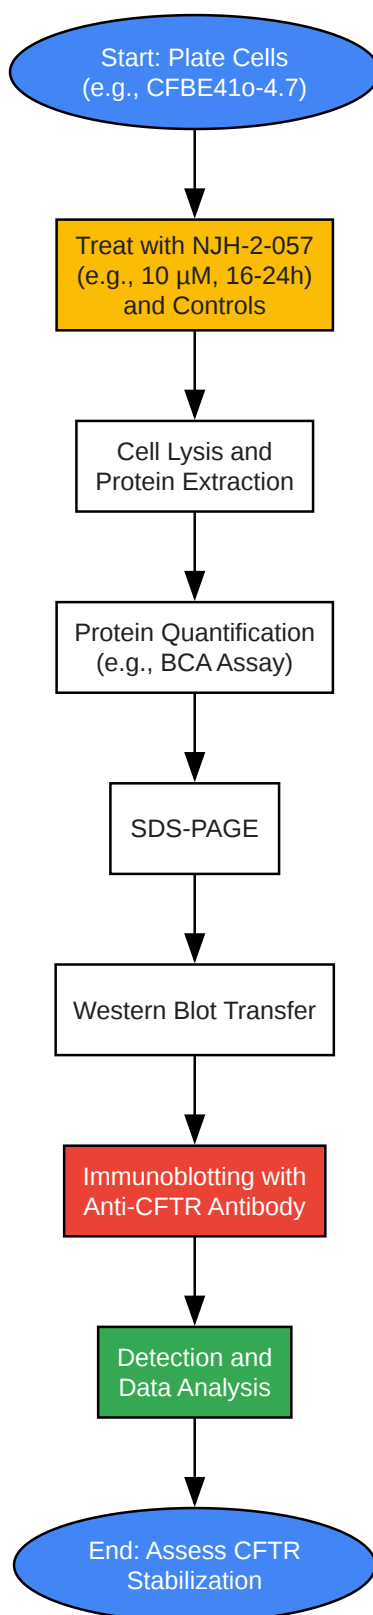 Start: Plate Cells
(e.g., CFBE41o-4.7)
Treat with NJH-2-057
(e.g., 10 µM, 16-24h)
and Controls
Cell Lysis and
Protein Extraction
Protein Quantification
(e.g., BCA Assay)
SDS-PAGE
Western Blot Transfer
Immunoblotting with
Anti-CFTR Antibody
Detection and
Data Analysis
End: Assess CFTR
Stabilization